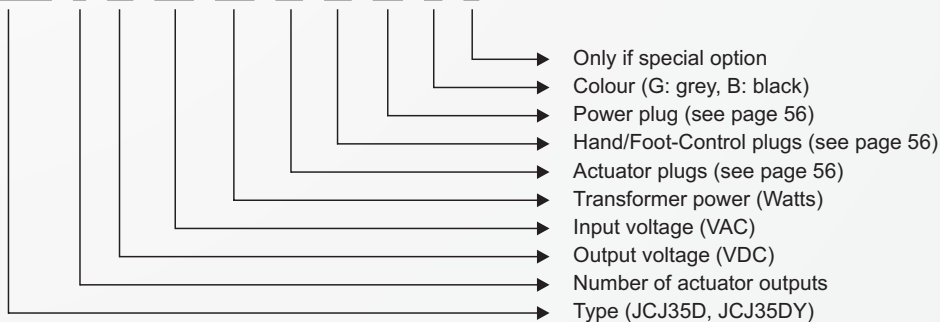 Only if special option
Colour (G: grey, B: black)
Power plug (see page 56)
Hand/Foot-Control plugs (see page 56)
Actuator plugs (see page 56)
Transformer power (Watts)
Input voltage (VAC)
Output voltage (VDC)
Number of actuator outputs
Type (JCJ35D, JCJ35DY)